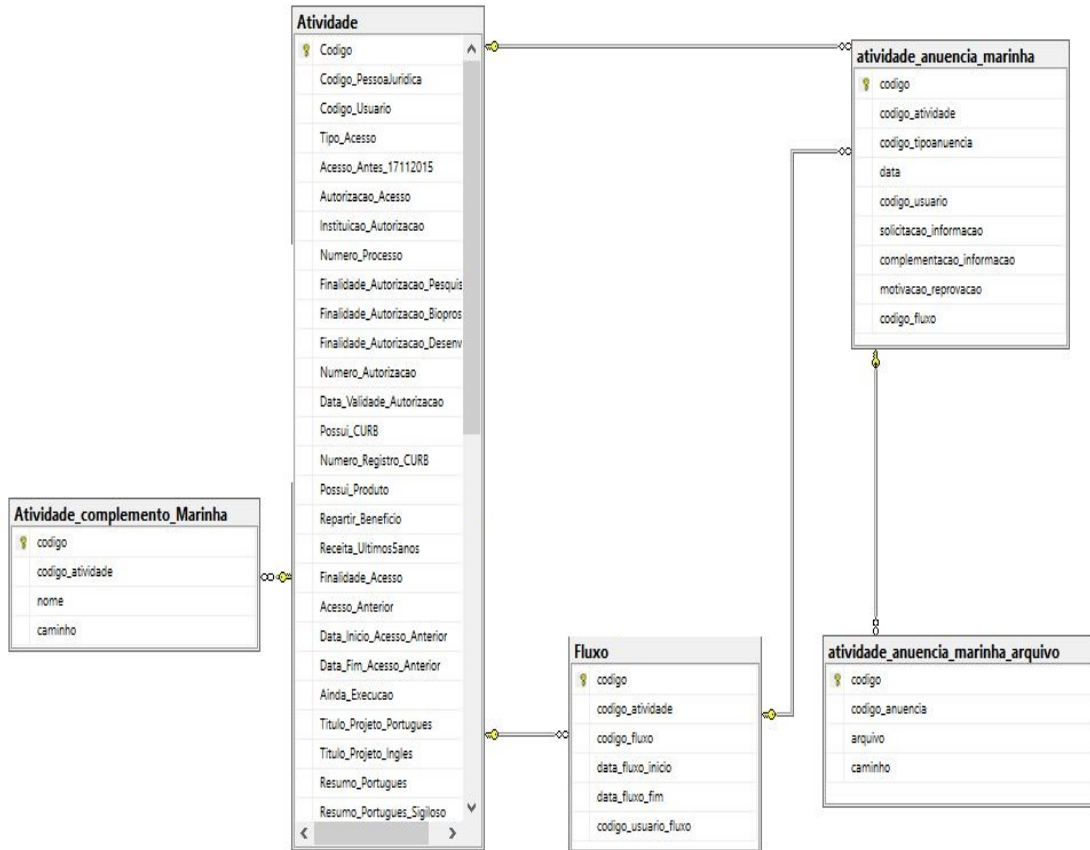 Atividade
Codigo
Codigo_PessoaJuridica
Codigo_Usuario
Tipo_Acesso
Acesso_Antes_17112015
Autorizacao_Acesso
Instituicao_Autorizacao
Numero_Processo
Finalidade_Autorizacao_Pesquis
Finalidade_Autorizacao_Biopros
Finalidade_Autorizacao_Desenv
Numero_Autorizacao
Data_Validade_Autorizacao
Possui_CURB
Numero_Registro_CURB
Possui_Produto
Repartir_Beneficio
Receita_Ultimos5anos
Finalidade_Acesso
Acesso_Anterior
Data_Inicio_Acesso_Anterior
Data_Fim_Acesso_Anterior
Ainda_Execucao
Titulo_Projeto_Portugues
Titulo_Projeto_Ingles
Resumo_Portugues
Resumo_Portugues_Sigiloso
atividade_anuencia_marinha
codigo
codigo_atividade
codigo_tipoanuencia
data
codigo_usuario
solicitacao_informacao
complementacao_informacao
motivacao_reprovacao
codigo_fluxo
Atividade_complemento_Marinha
codigo
codigo_atividade
nome
caminho
Fluxo
codigo
codigo_atividade
codigo_fluxo
data_fluxo_inicio
data_fluxo_fim
codigo_usuario_fluxo
atividade_anuencia_marinha_arquivo
codigo
codigo_anuencia
arquivo
caminho